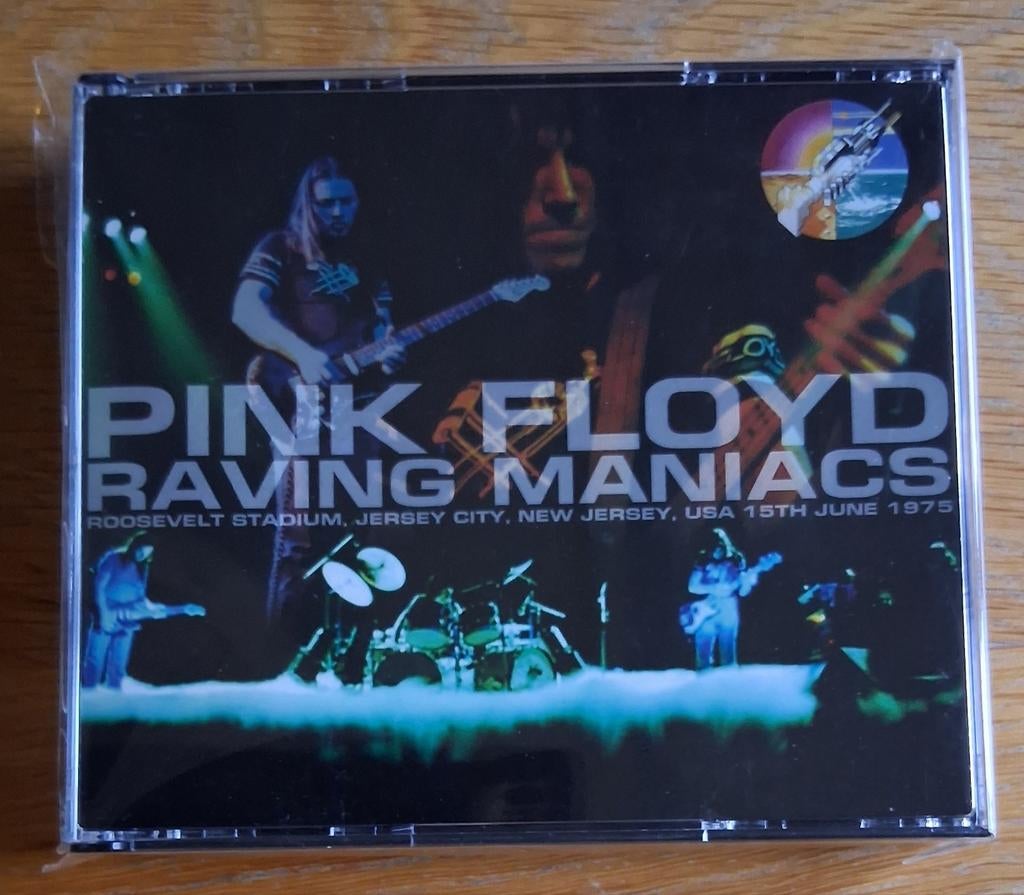 PINK FLOYD
RAVING MANIACS
ROOSEVELT STADIUM, JERSEY CITY, NEW JERSEY, USA 15TH JUNE 1975